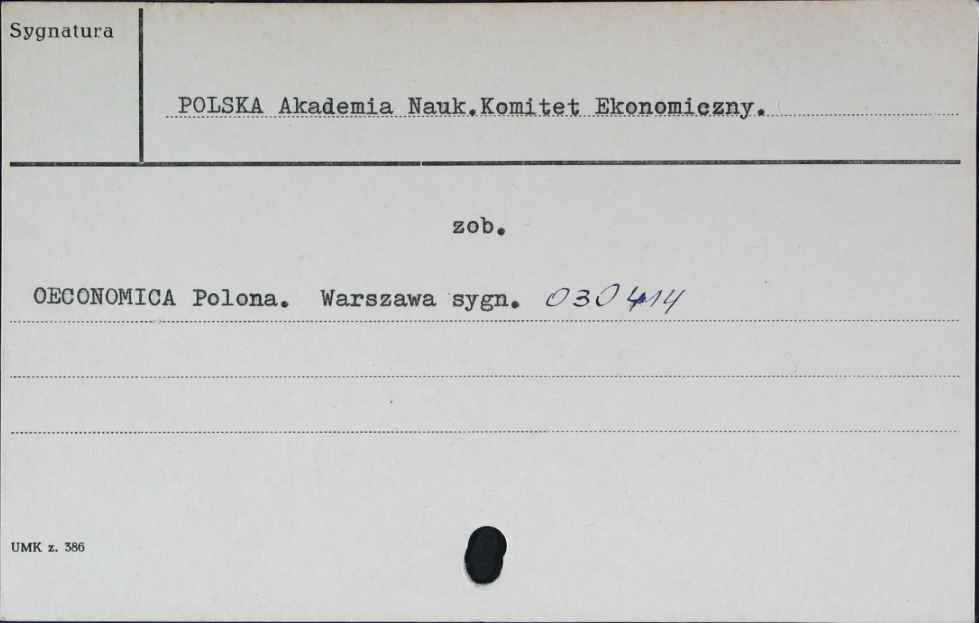 Sygnatura
POLSKA Akademia Nauk.Komitet Ekonomiczny.
zob.
OECONOMICA Polona. Warszawa sygn. 030414
UMK z. 386